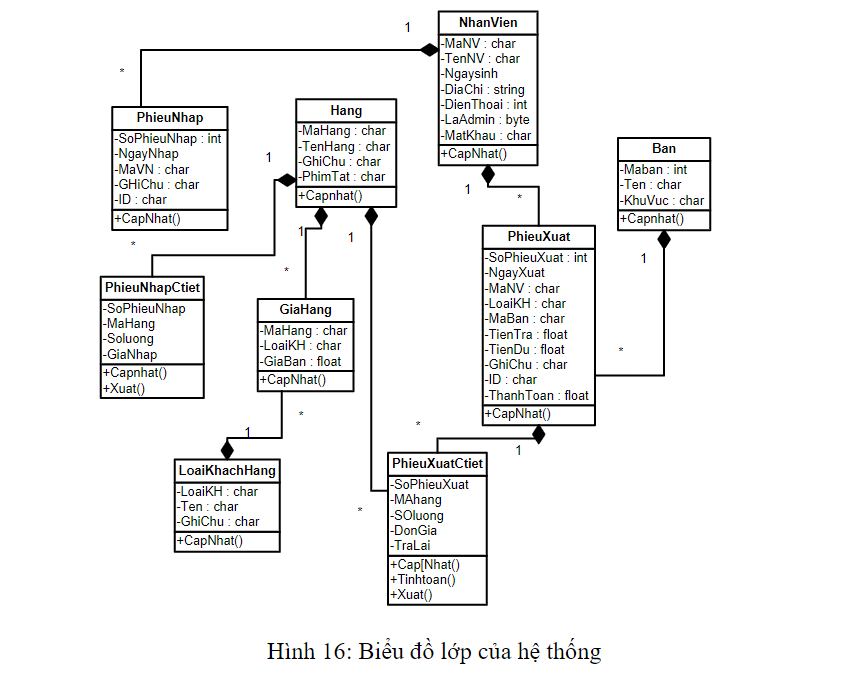 NhanVien
-MaNV : char
-TenNV : char
-Ngaysinh
-DiaChi : string
-DienThoai : int
-LaAdmin : byte
-MatKhau : char
+CapNhat()
1
*
PhieuNhap
-SoPhieuNhap : int
-NgayNhap
-MaVN : char
-GHiChu : char
-ID : char
+CapNhat()
Hang
-MaHang : char
-TenHang : char
-GhiChu : char
-PhimTat : char
+Capnhat()
1
*
1
*
1
*
1
*
Ban
-Maban : int
-Ten : char
-KhuVuc : char
+Capnhat()
1
*
PhieuXuat
-SoPhieuXuat : int
-NgayXuat
-MaNV : char
-LoaiKH : char
-MaBan : char
-TienTra : float
-TienDu : float
-GhiChu : char
-ID : char
-ThanhToan : float
+CapNhat()
1
*
PhieuNhapCtiet
-SoPhieuNhap
-MaHang
-Soluong
-GiaNhap
+Capnhat()
+Xuat()
GiaHang
-MaHang : char
-LoaiKH : char
-GiaBan : float
+CapNhat()
*
1
LoaiKhachHang
-LoaiKH : char
-Ten : char
-GhiChu : char
+CapNhat()
PhieuXuatCtiet
-SoPhieuXuat
-MAhang
-SOluong
-DonGia
-TraLai
+Cap[Nhat()
+Tinhtoan()
+Xuat()
Hình 16: Biểu đồ lớp của hệ thống